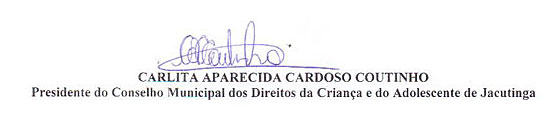 CARLITA APARECIDA CARDOSO COUTINHO
Presidente do Conselho Municipal dos Direitos da Criança e do Adolescente de Jacutinga